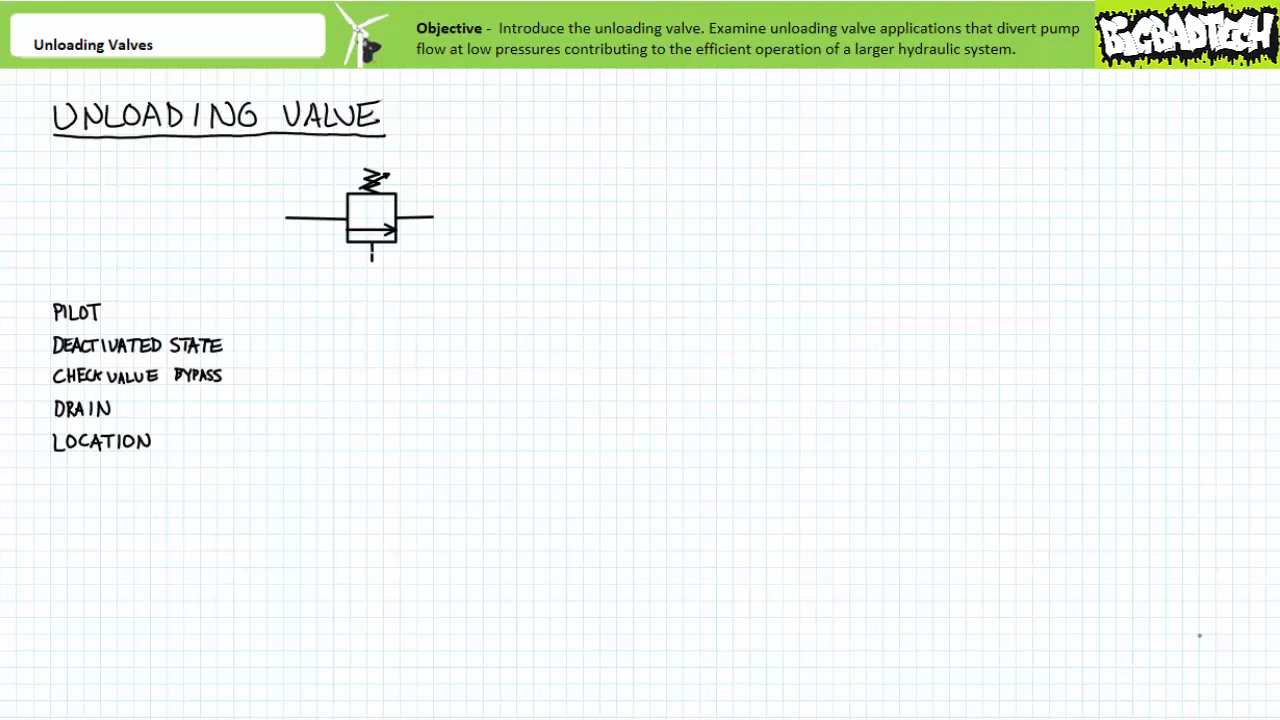 Unloading Valves
Objective - Introduce the unloading valve. Examine unloading valve applications that divert pump
flow at low pressures contributing to the efficient operation of a larger hydraulic system.
BIGBADTECH
UNLOADING VALVE
PILOT
DEACTIVATED STATE
CHECK VALVE BYPASS
DRAIN
LOCATION